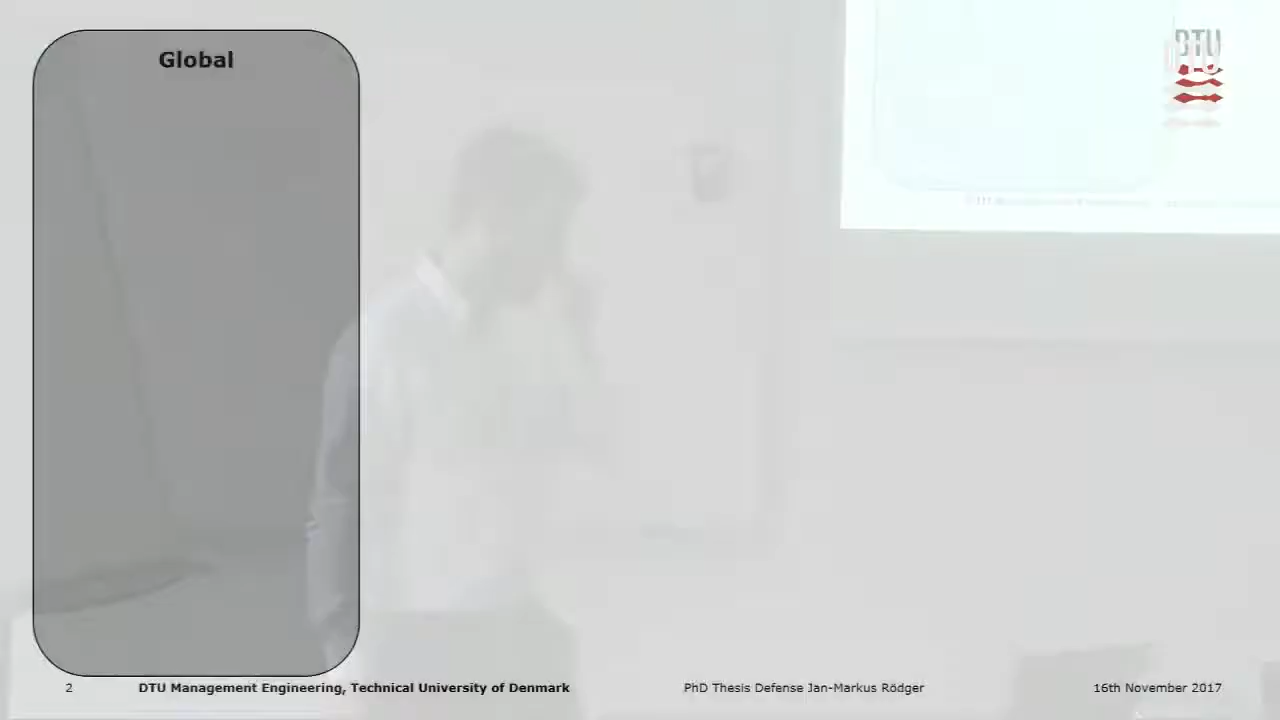 Global
DTU
2 DTU Management Engineering, Technical University of Denmark PhD Thesis Defense Jan-Markus Rödger 16th November 2017